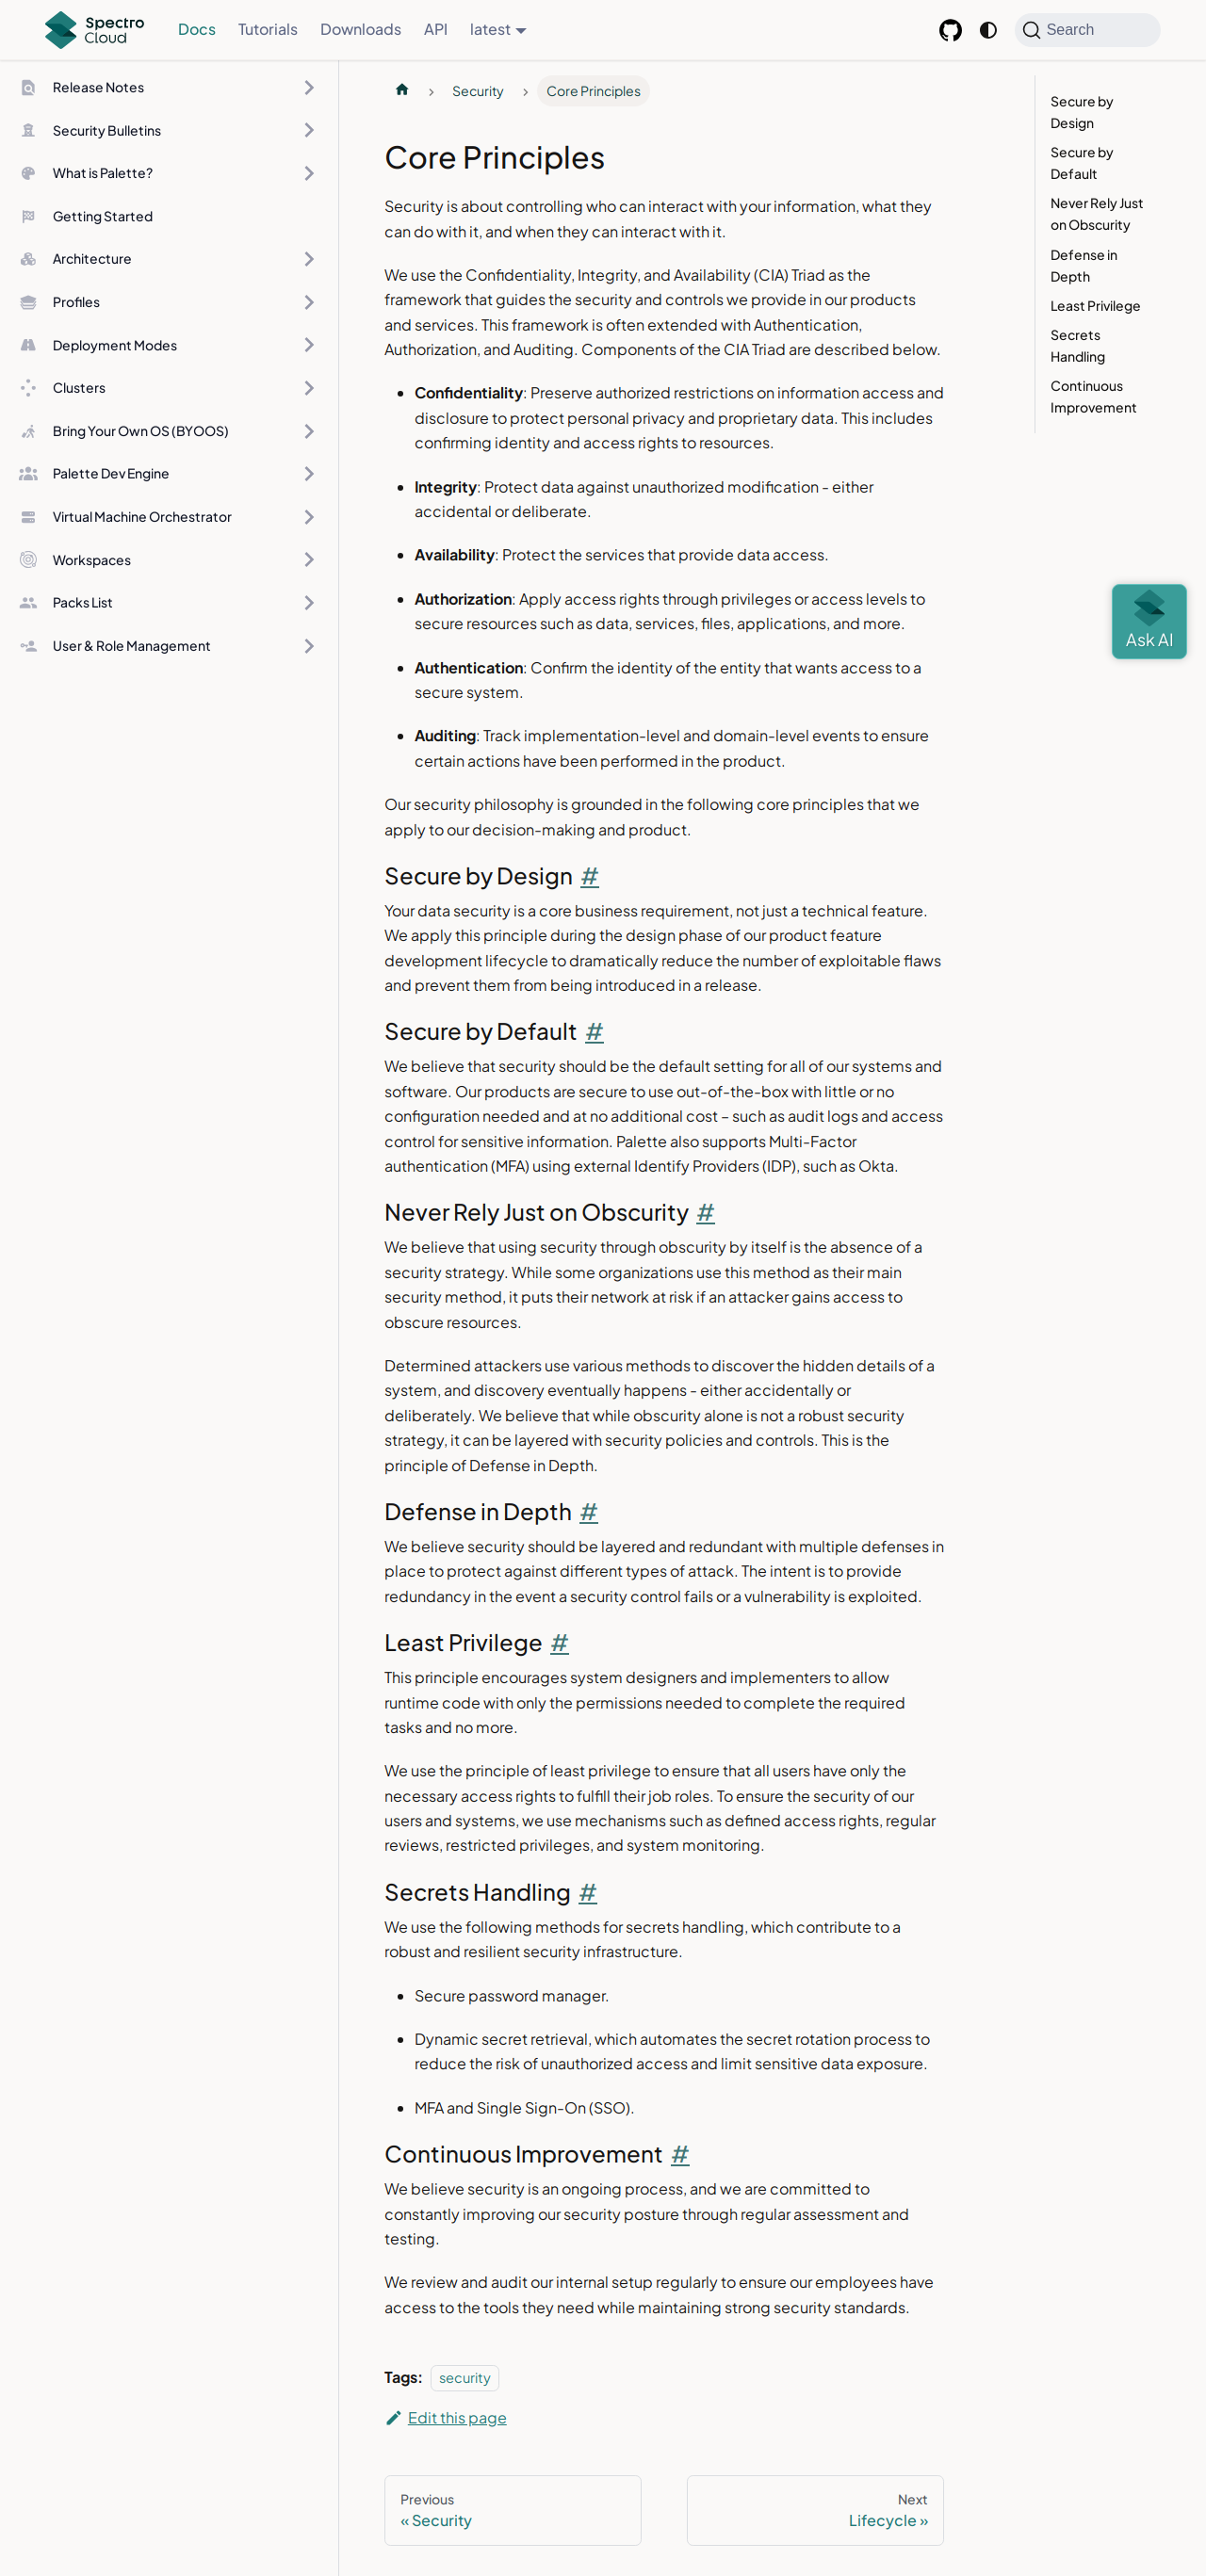 Spectro
Cloud
Docs
Tutorials
Downloads
API
latest
Search
Release Notes
Security Bulletins
What is Palette?
Getting Started
Architecture
Profiles
Deployment Modes
Clusters
Bring Your Own OS (BYOOS)
Palette Dev Engine
Virtual Machine Orchestrator
Workspaces
Packs List
User & Role Management
Security
Core Principles
Core Principles
Security is about controlling who can interact with your information, what they
can do with it, and when they can interact with it.
We use the Confidentiality, Integrity, and Availability (CIA) Triad as the
framework that guides the security and controls we provide in our products
and services. This framework is often extended with Authentication,
Authorization, and Auditing. Components of the CIA Triad are described below.
• Confidentiality: Preserve authorized restrictions on information access and
disclosure to protect personal privacy and proprietary data. This includes
confirming identity and access rights to resources.
• Integrity: Protect data against unauthorized modification - either
accidental or deliberate.
• Availability: Protect the services that provide data access.
• Authorization: Apply access rights through privileges or access levels to
secure resources such as data, services, files, applications, and more.
• Authentication: Confirm the identity of the entity that wants access to a
secure system.
• Auditing: Track implementation-level and domain-level events to ensure
certain actions have been performed in the product.
Our security philosophy is grounded in the following core principles that we
apply to our decision-making and product.
Secure by Design #
Your data security is a core business requirement, not just a technical feature.
We apply this principle during the design phase of our product feature
development lifecycle to dramatically reduce the number of exploitable flaws
and prevent them from being introduced in a release.
Secure by Default #
We believe that security should be the default setting for all of our systems and
software. Our products are secure to use out-of-the-box with little or no
configuration needed and at no additional cost – such as audit logs and access
control for sensitive information. Palette also supports Multi-Factor
authentication (MFA) using external Identify Providers (IDP), such as Okta.
Never Rely Just on Obscurity #
We believe that using security through obscurity by itself is the absence of a
security strategy. While some organizations use this method as their main
security method, it puts their network at risk if an attacker gains access to
obscure resources.
Determined attackers use various methods to discover the hidden details of a
system, and discovery eventually happens - either accidentally or
deliberately. We believe that while obscurity alone is not a robust security
strategy, it can be layered with security policies and controls. This is the
principle of Defense in Depth.
Defense in Depth #
We believe security should be layered and redundant with multiple defenses in
place to protect against different types of attack. The intent is to provide
redundancy in the event a security control fails or a vulnerability is exploited.
Least Privilege #
This principle encourages system designers and implementers to allow
runtime code with only the permissions needed to complete the required
tasks and no more.
We use the principle of least privilege to ensure that all users have only the
necessary access rights to fulfill their job roles. To ensure the security of our
users and systems, we use mechanisms such as defined access rights, regular
reviews, restricted privileges, and system monitoring.
Secrets Handling #
We use the following methods for secrets handling, which contribute to a
robust and resilient security infrastructure.
• Secure password manager.
• Dynamic secret retrieval, which automates the secret rotation process to
reduce the risk of unauthorized access and limit sensitive data exposure.
• MFA and Single Sign-On (SSO).
Continuous Improvement #
We believe security is an ongoing process, and we are committed to
constantly improving our security posture through regular assessment and
testing.
We review and audit our internal setup regularly to ensure our employees have
access to the tools they need while maintaining strong security standards.
Tags: security
Edit this page
Previous
« Security
Next
Lifecycle »
Secure by
Design
Secure by
Default
Never Rely Just
on Obscurity
Defense in
Depth
Least Privilege
Secrets
Handling
Continuous
Improvement
Ask AI